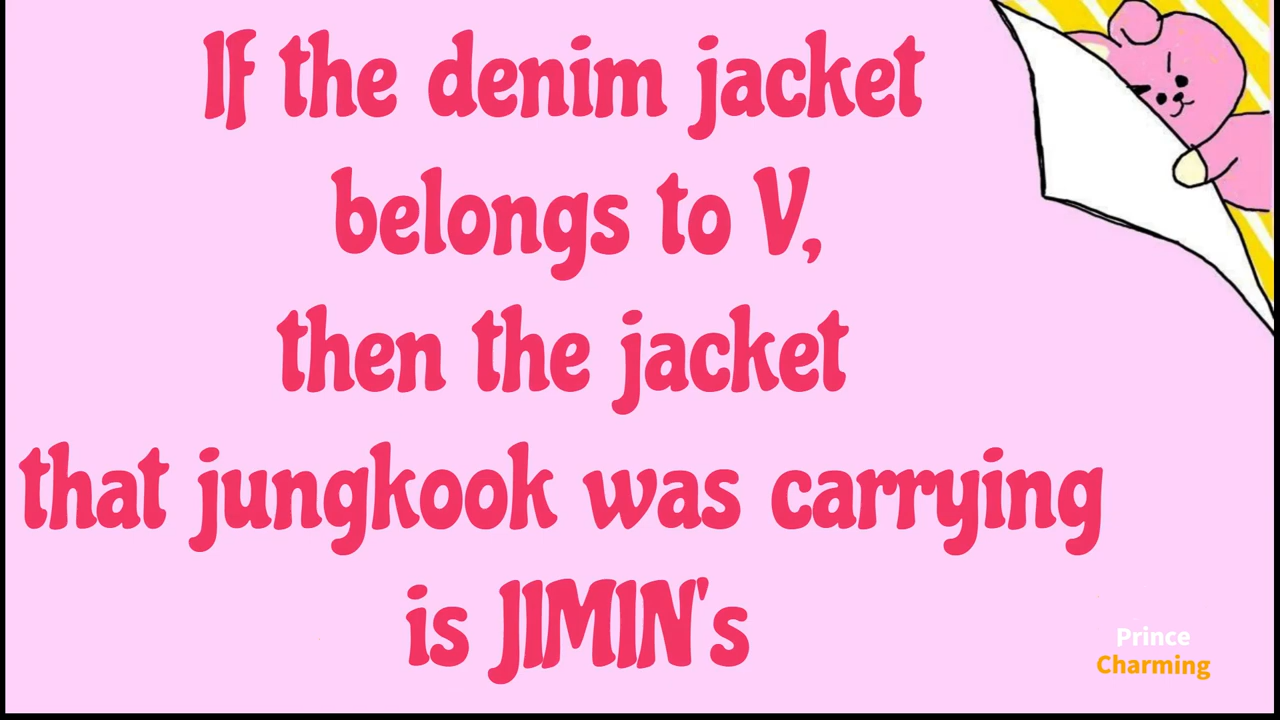 If the denim jacket
belongs to V,
then the jacket
that jungkook was carrying
is JIMIN's
Prince
Charming